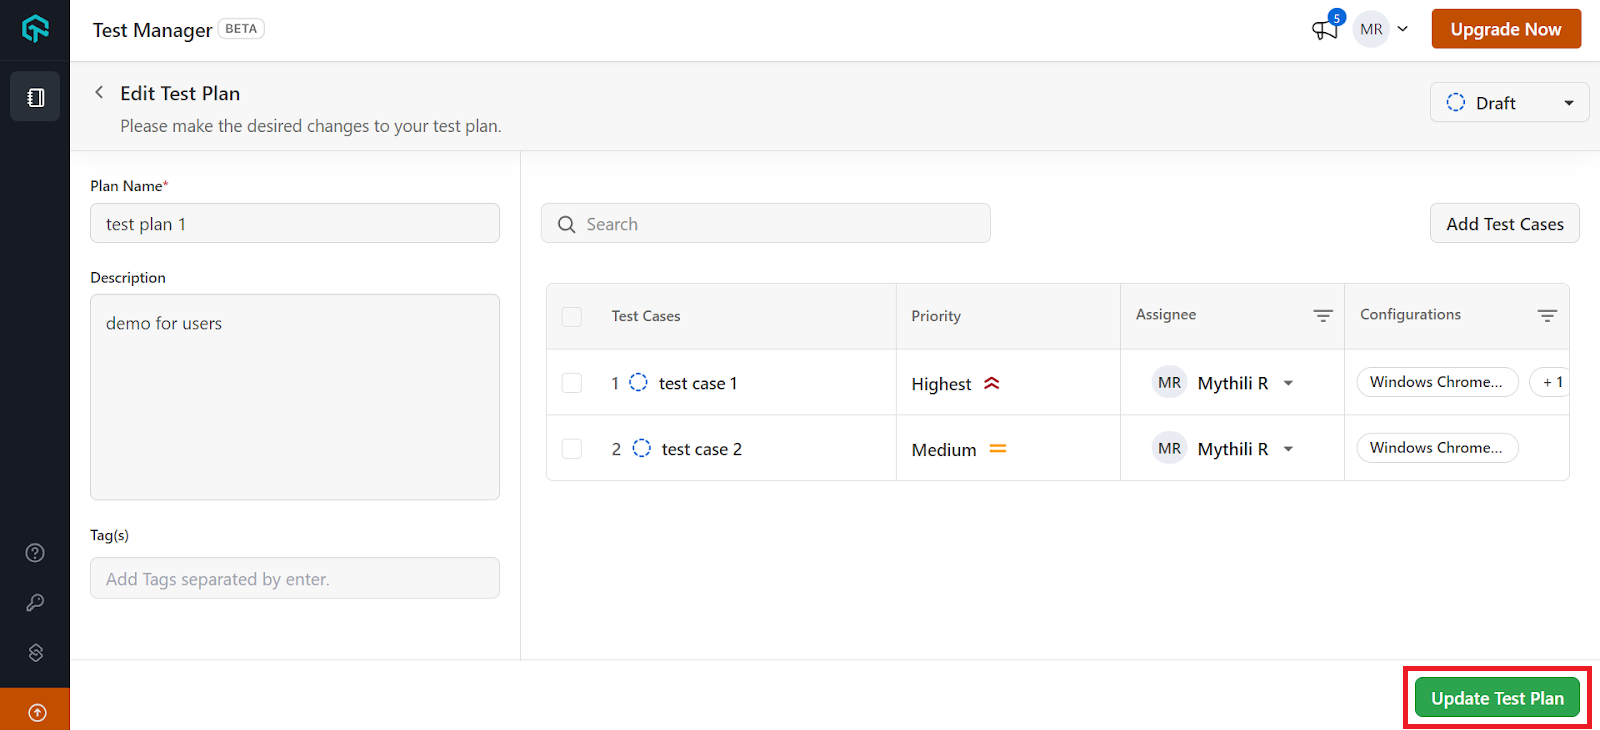 Test Manager BETA
5
MR
Upgrade Now
Edit Test Plan
Please make the desired changes to your test plan.
Draft
Plan Name*
test plan 1
Description
demo for users
Tag(s)
Add Tags separated by enter.
Search
Add Test Cases
Test Cases Priority Assignee Configurations
1 test case 1 Highest MR Mythili R Windows Chrome... + 1
2 test case 2 Medium MR Mythili R Windows Chrome...
Update Test Plan